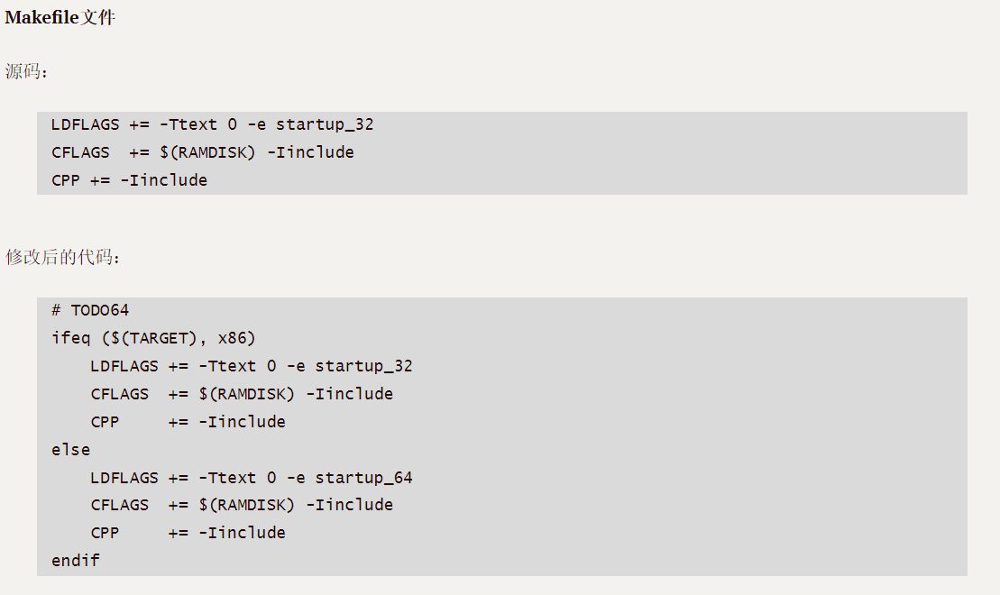 Makefile文件
源码：
LDFLAGS += -Ttext 0 -e startup_32
CFLAGS  += $(RAMDISK) -Iinclude
CPP += -Iinclude
修改后的代码：
# TODO64
ifeq ($(TARGET), x86)
    LDFLAGS += -Ttext 0 -e startup_32
    CFLAGS  += $(RAMDISK) -Iinclude
    CPP     += -Iinclude
else
    LDFLAGS += -Ttext 0 -e startup_64
    CFLAGS  += $(RAMDISK) -Iinclude
    CPP     += -Iinclude
endif